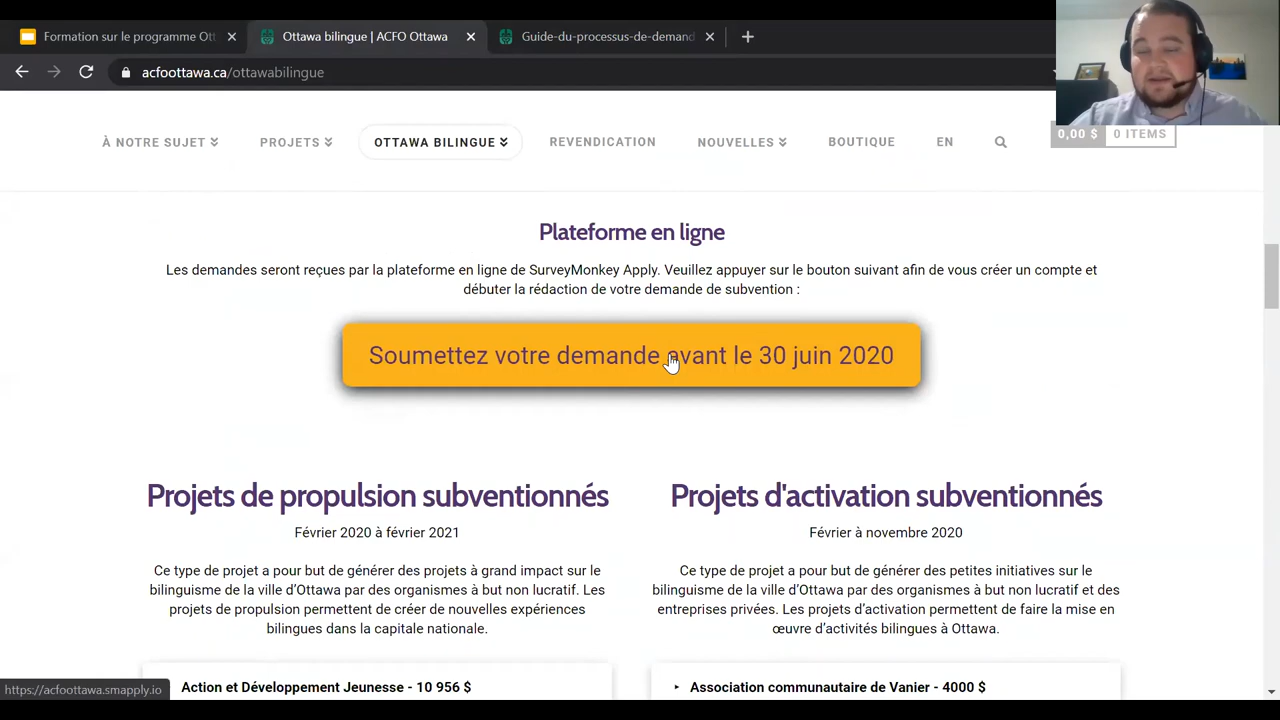 Formation sur le programme Ott
Ottawa bilingue | ACFO Ottawa
Guide-du-processus-de-demand
acfoottawa.ca/ottawabilingue
À NOTRE SUJET
PROJETS
OTTAWA BILINGUE
REVENDICATION
NOUVELLES
BOUTIQUE
EN
0,00 $
0 ITEMS
Plateforme en ligne
Les demandes seront reçues par la plateforme en ligne de SurveyMonkey Apply. Veuillez appuyer sur le bouton suivant afin de vous créer un compte et
débuter la rédaction de votre demande de subvention :
Soumettez votre demande avant le 30 juin 2020
Projets de propulsion subventionnés
Février 2020 à février 2021
Ce type de projet a pour but de générer des projets à grand impact sur le
bilinguisme de la ville d'Ottawa par des organismes à but non lucratif. Les
projets de propulsion permettent de créer de nouvelles expériences
bilingues dans la capitale nationale.
Action et Développement Jeunesse - 10 956 $
Projets d'activation subventionnés
Février à novembre 2020
Ce type de projet a pour but de générer des petites initiatives sur le
bilinguisme de la ville d'Ottawa par des organismes à but non lucratif et des
entreprises privées. Les projets d'activation permettent de faire la mise en
œuvre d'activités bilingues à Ottawa.
Association communautaire de Vanier - 4000 $
https://acfoottawa.smapply.io